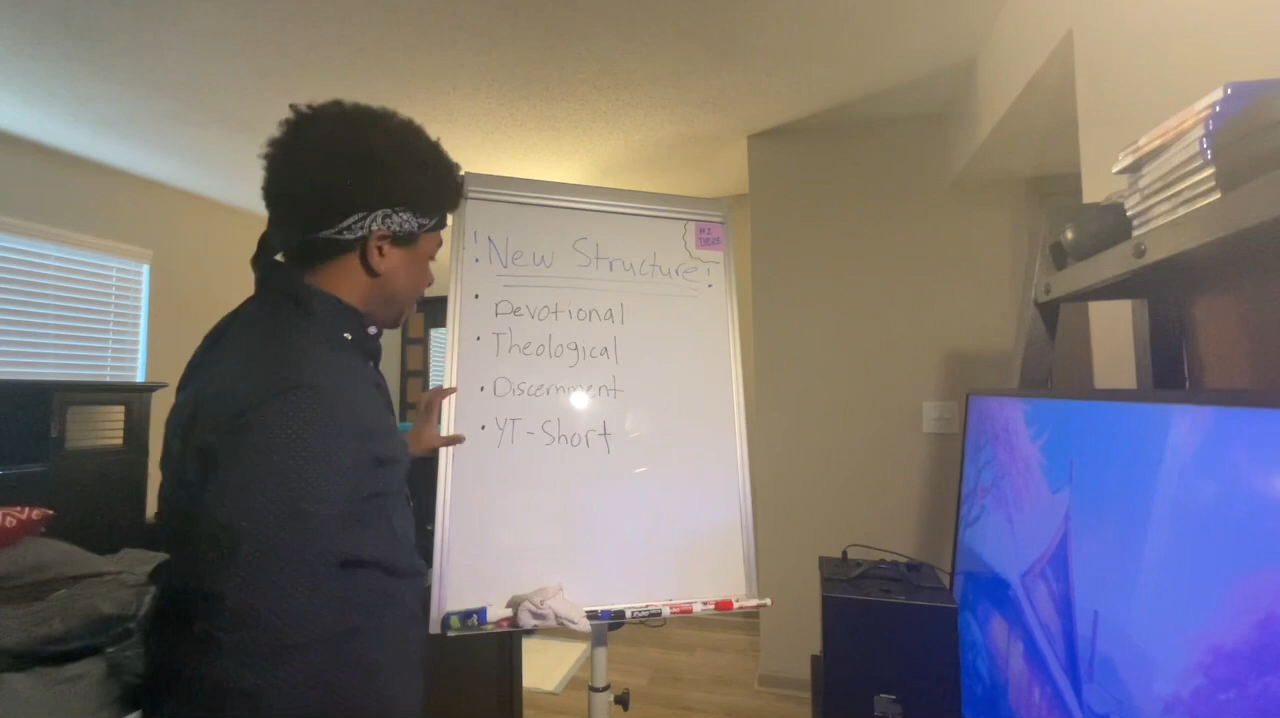 ! New Structure !
• Devotional
• Theological
• Discernment
• YT-Short